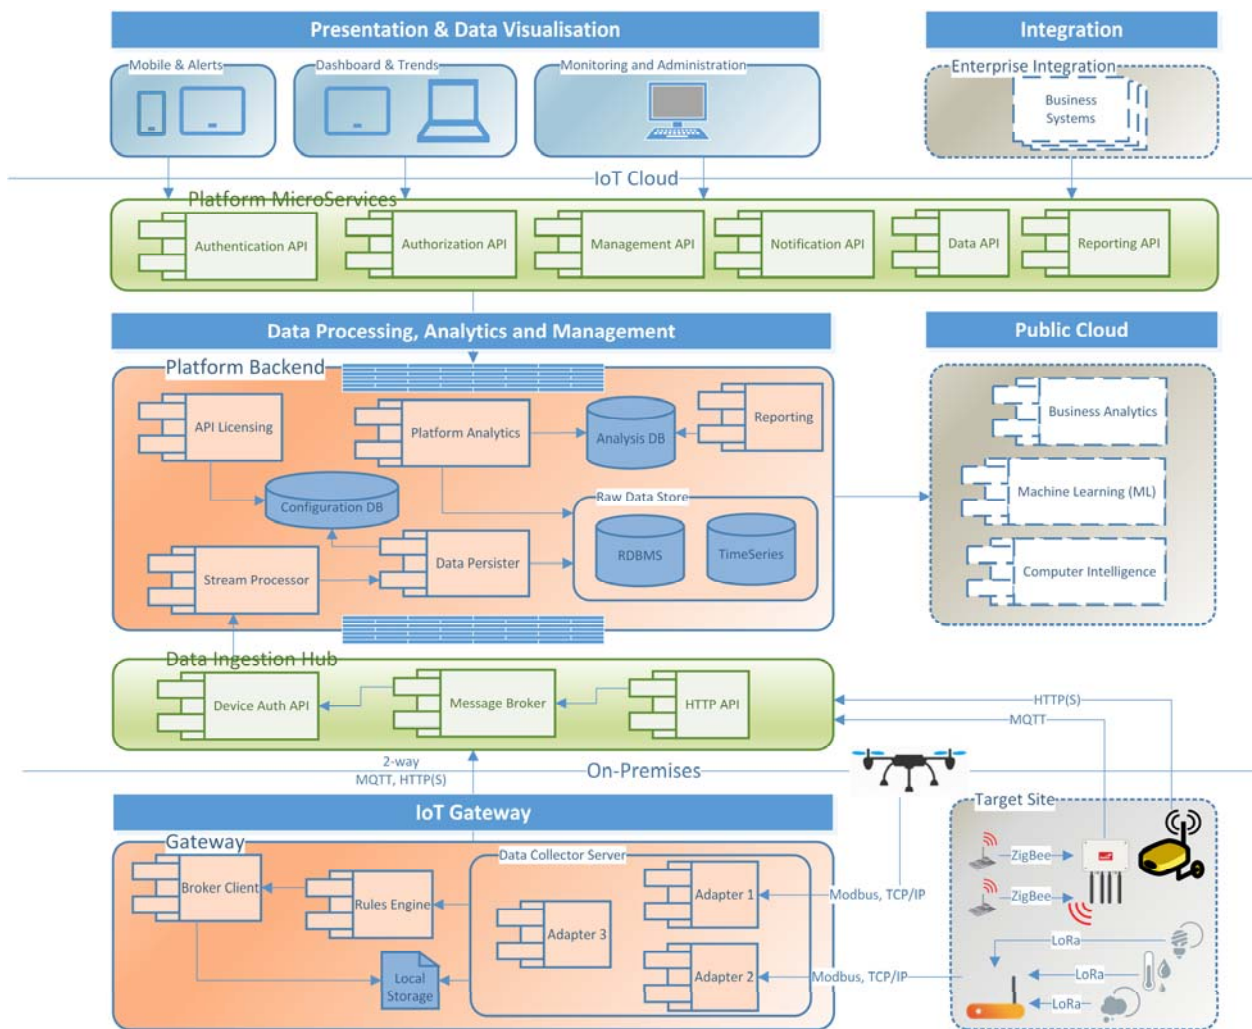 Presentation & Data Visualisation
Integration
Mobile & Alerts
Dashboard & Trends
Monitoring and Administration
Enterprise Integration
Business
Systems
IoT Cloud
Platform MicroServices
Authentication API
Authorization API
Management API
Notification API
Data API
Reporting API
Data Processing, Analytics and Management
Public Cloud
Platform Backend
API Licensing
Platform Analytics
Analysis DB
Reporting
Business Analytics
Configuration DB
Raw Data Store
Machine Learning (ML)
RDBMS
TimeSeries
Stream Processor
Data Persister
Computer Intelligence
Data Ingestion Hub
Device Auth API
Message Broker
HTTP API
HTTP(S)
MQTT
2-way
MQTT, HTTP(S)
On-Premises
IoT Gateway
Target Site
Gateway
Data Collector Server
Broker Client
Rules Engine
Adapter 1
Modbus, TCP/IP
ZigBee
ZigBee
Adapter 3
Local
Storage
Adapter 2
Modbus, TCP/IP
LoRa
LoRa
LoRa